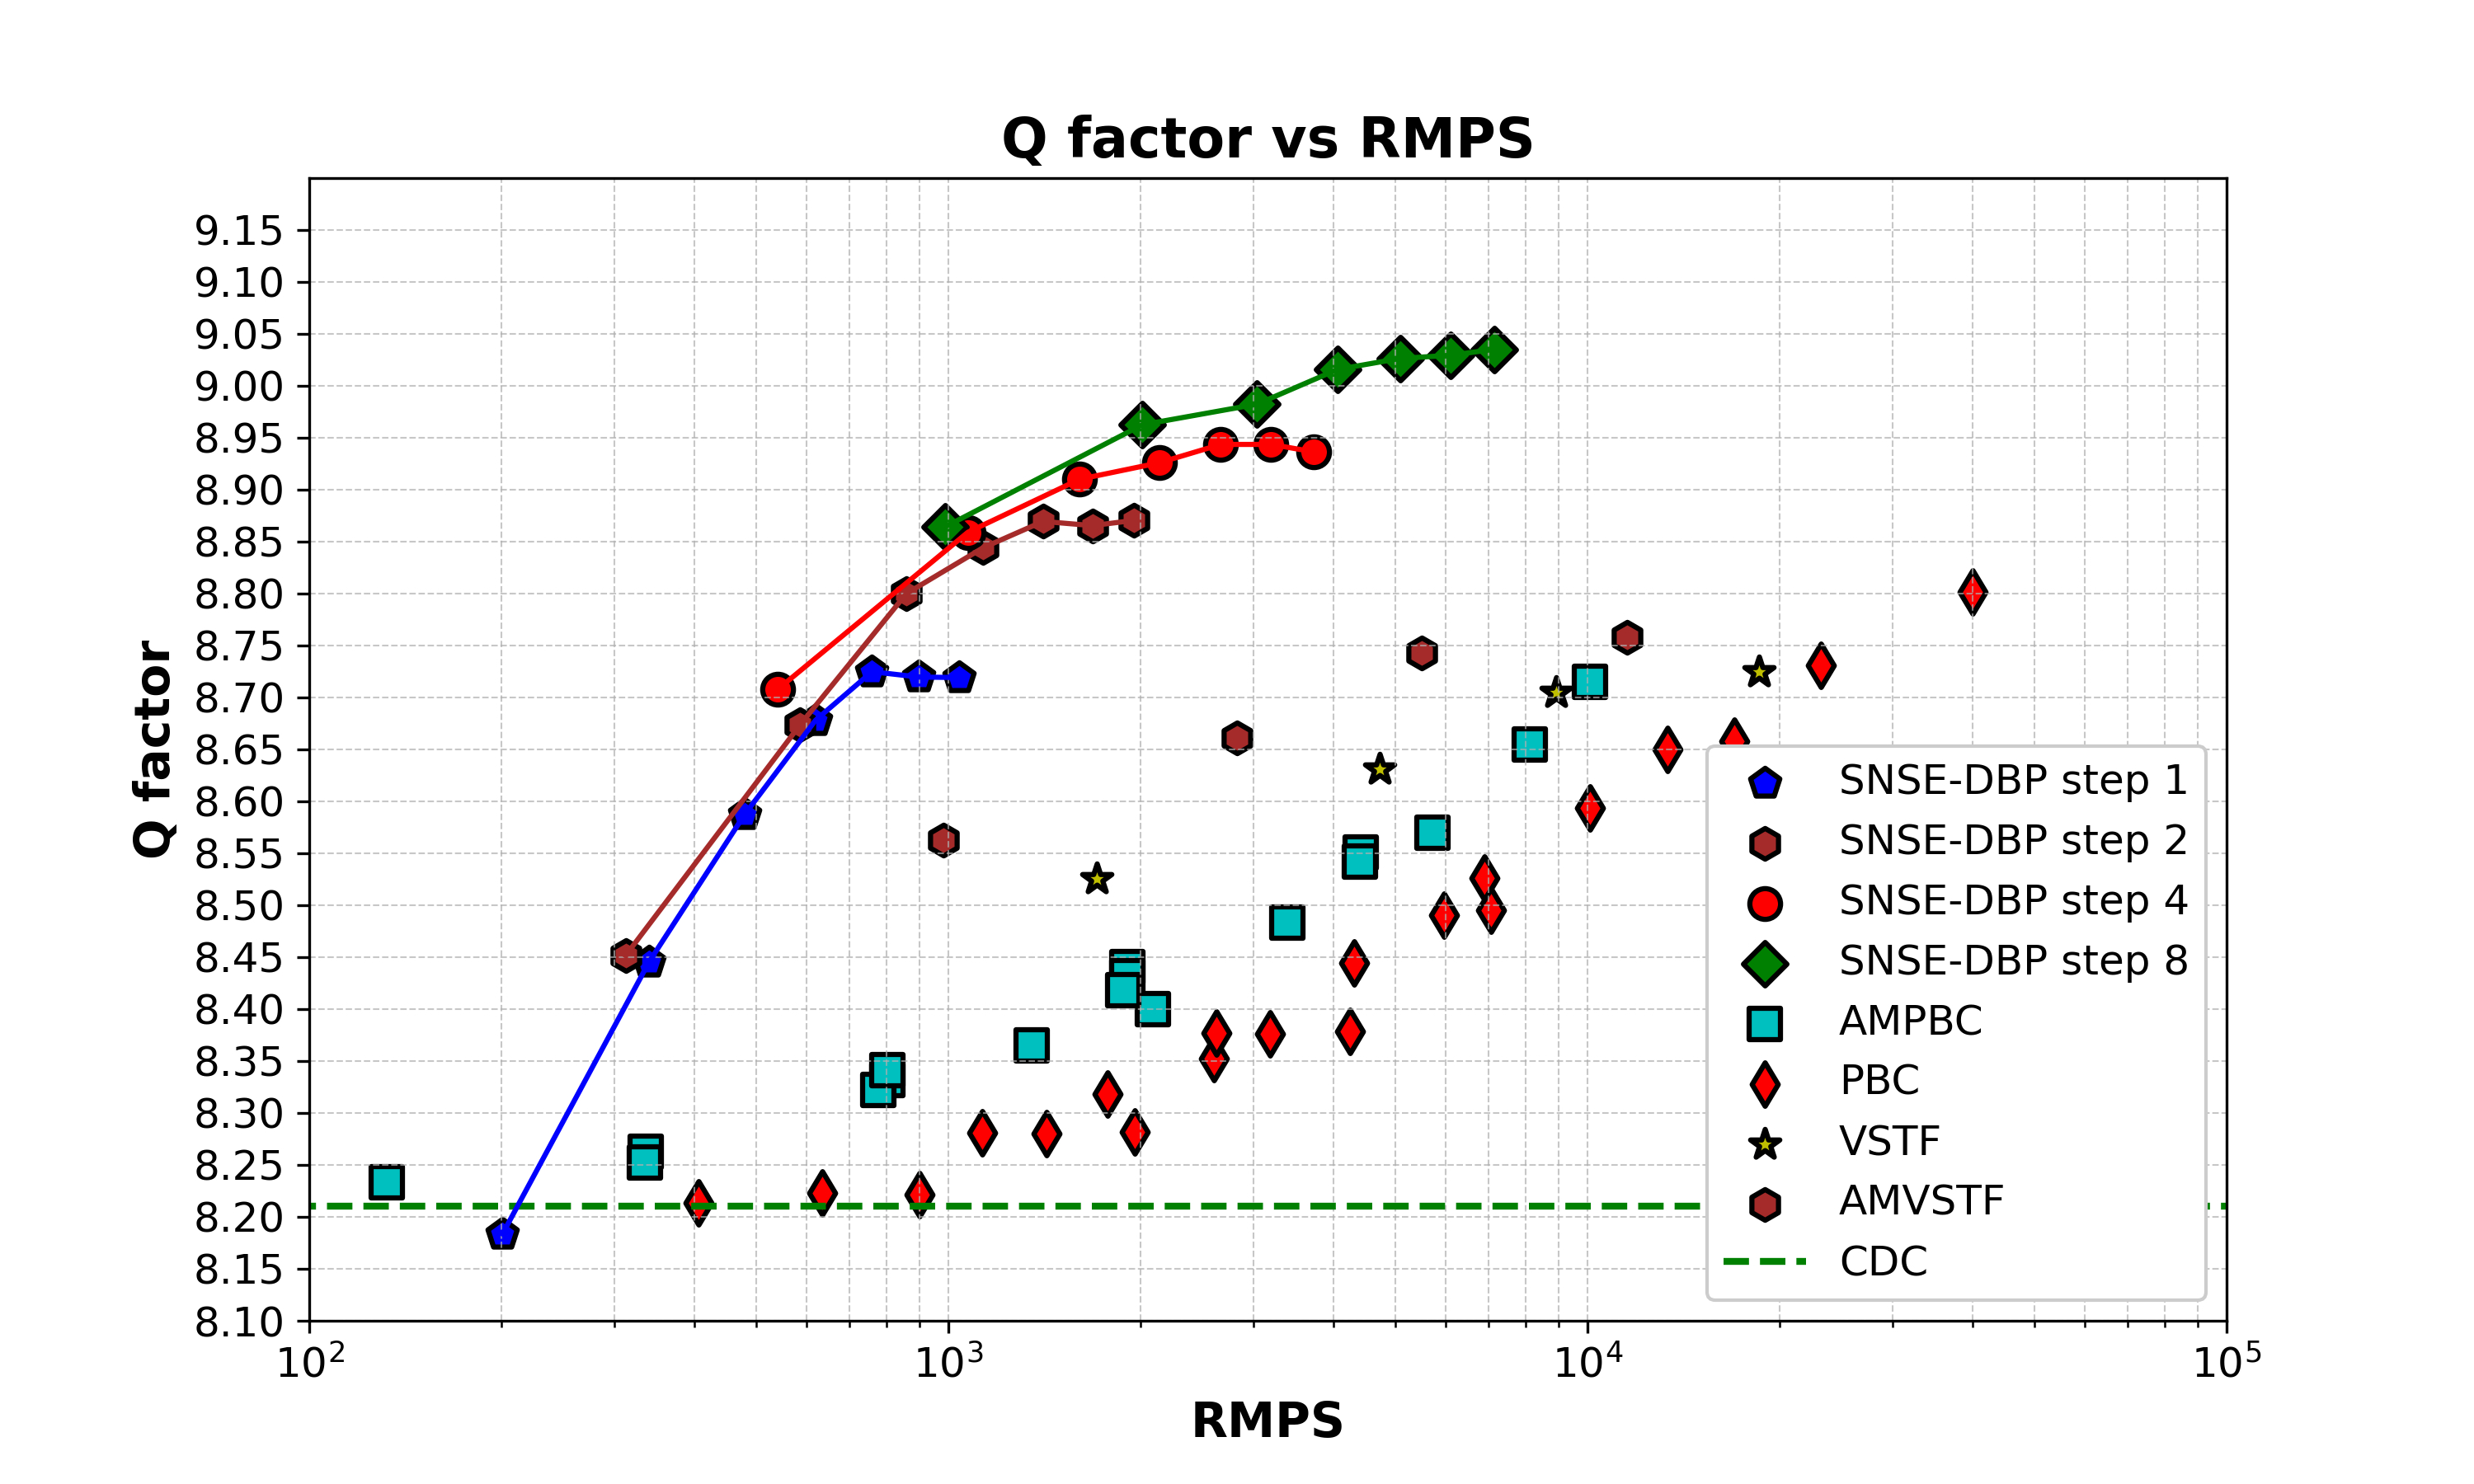 Q factor vs RMPS
9.15
9.10
9.05
9.00
8.95
8.90
8.85
8.80
8.75
8.70
8.65
8.60
8.55
8.50
8.45
8.40
8.35
8.30
8.25
8.20
8.15
8.10
Q factor
SNSE-DBP step 1
SNSE-DBP step 2
SNSE-DBP step 4
SNSE-DBP step 8
AMPBC
PBC
VSTF
AMVSTF
CDC
10² 10³ 10⁴ 10⁵
RMPS